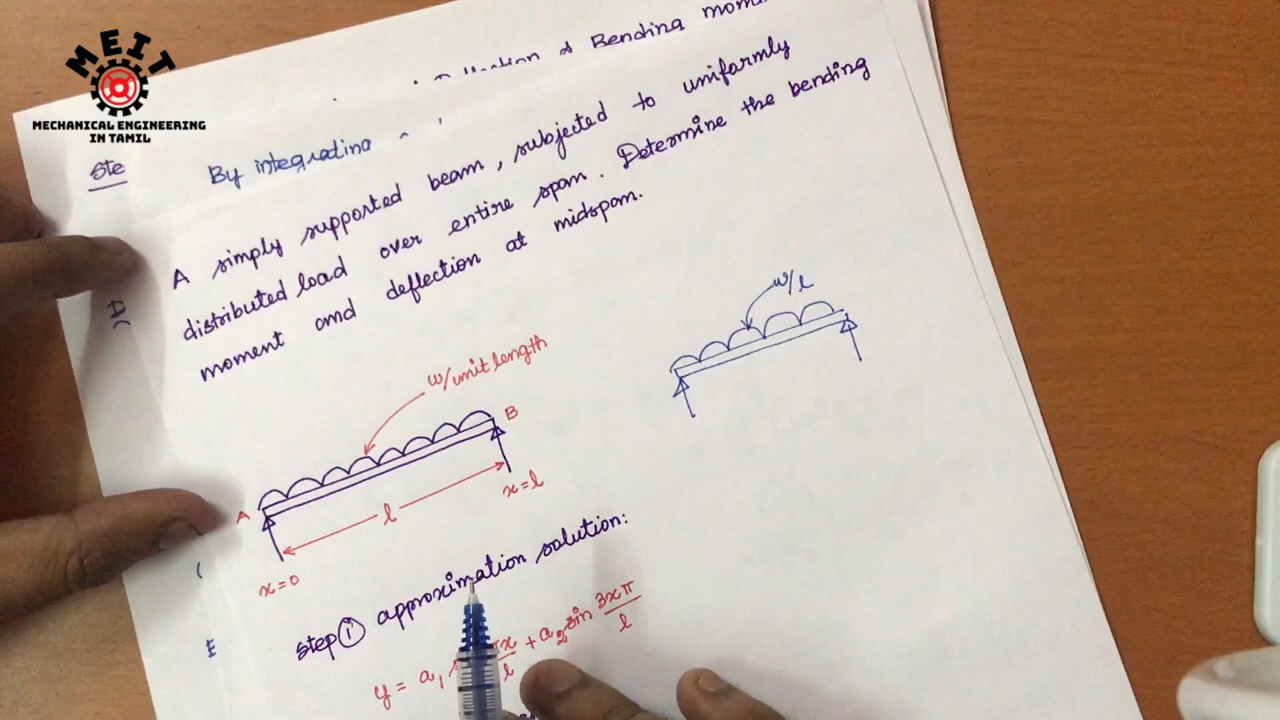 MEIT
MECHANICAL ENGINEERING
IN TAMIL
& Bending
Ste By integrating
A simply supported beam, subjected to uniformly
distributed load over entire span. Determine the bending
moment and deflection at midspan.
w/l
w/unit length
B
x=l
l
A
x=0
step ① approximation solution:
y = a₁ πx/l + a₂ sin 3xπ/l